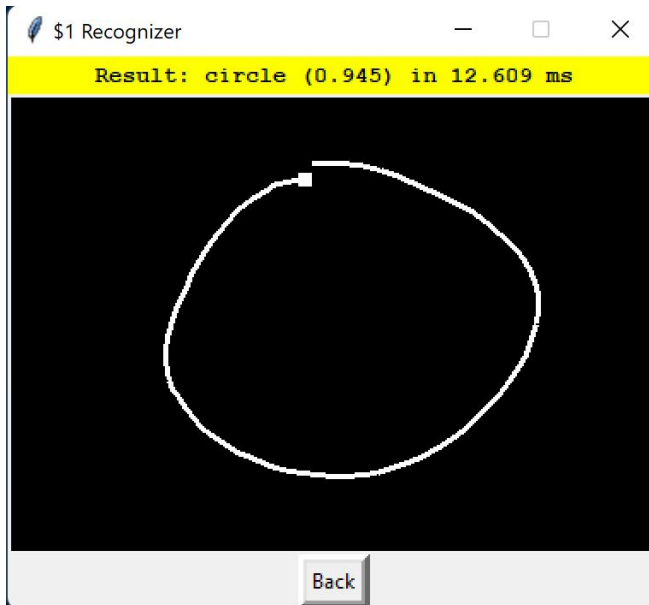 $1 Recognizer
Result: circle (0.945) in 12.609 ms
Back